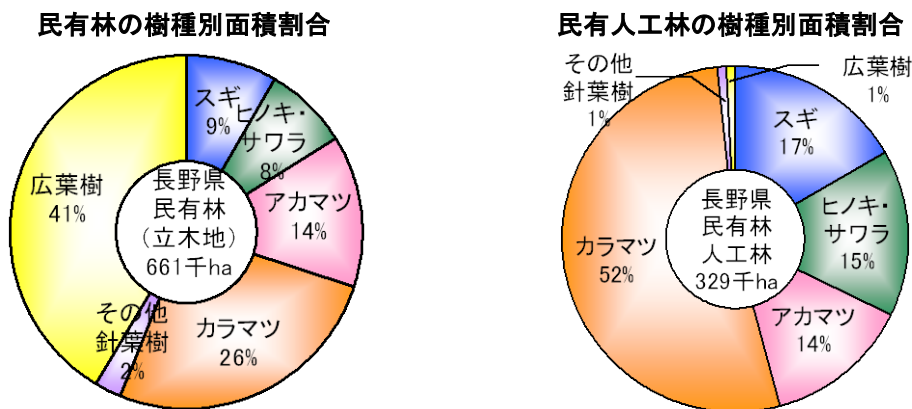 民有林の樹種別面積割合
スギ
9%
ヒノキ・
サワラ
8%
アカマツ
14%
カラマツ
26%
その他
針葉樹
2%
広葉樹
41%
長野県
民有林
(立木地)
661千ha
民有人工林の樹種別面積割合
スギ
17%
ヒノキ・
サワラ
15%
アカマツ
14%
カラマツ
52%
その他
針葉樹
1%
広葉樹
1%
長野県
民有林
人工林
329千ha